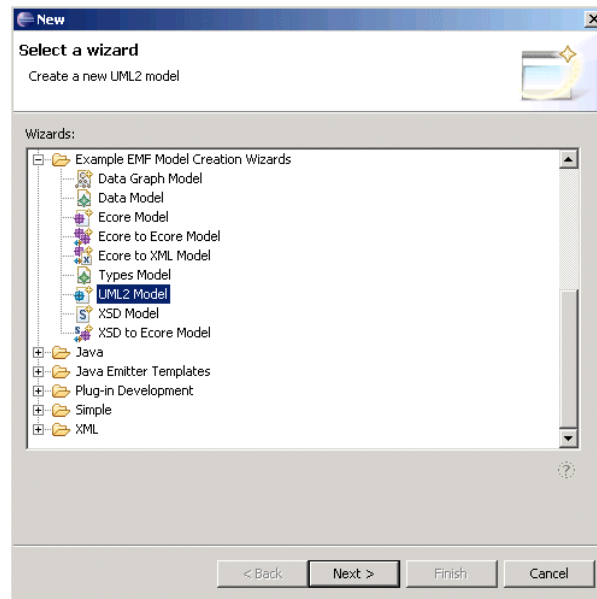 New
Select a wizard
Create a new UML2 model
Wizards:
Example EMF Model Creation Wizards
Data Graph Model
Data Model
Ecore Model
Ecore to Ecore Model
Ecore to XML Model
Types Model
UML2 Model
XSD Model
XSD to Ecore Model
Java
Java Emitter Templates
Plug-in Development
Simple
XML
< Back Next > Finish Cancel